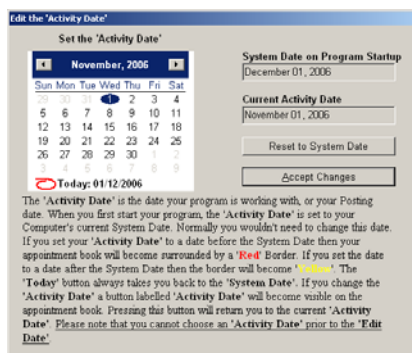 Edit the 'Activity Date'
Set the 'Activity Date'
November, 2006
Sun Mon Tue Wed Thu Fri Sat
29 30 31 1 2 3 4
5 6 7 8 9 10 11
12 13 14 15 16 17 18
19 20 21 22 23 24 25
26 27 28 29 30 1 2
3 4 5 6 7 8 9
Today: 01/12/2006
System Date on Program Startup
December 01, 2006
Current Activity Date
November 01, 2006
Reset to System Date
Accept Changes
The 'Activity Date' is the date your program is working with, or your Posting
date. When you first start your program, the 'Activity Date' is set to your
Computer's current System Date. Normally you wouldn't need to change this date.
If you set your 'Activity Date' to a date before the System Date then your
appointment book will become surrounded by a 'Red' Border. If you set the date
to a date after the System Date then the border will become 'Yellow'. The
'Today' button always takes you back to the 'System Date'. If you change the
'Activity Date' a button labelled 'Activity Date' will become visible on the
appointment book. Pressing this button will return you to the current 'Activity
Date'. Please note that you cannot choose an 'Activity Date' prior to the 'Edit
Date'.